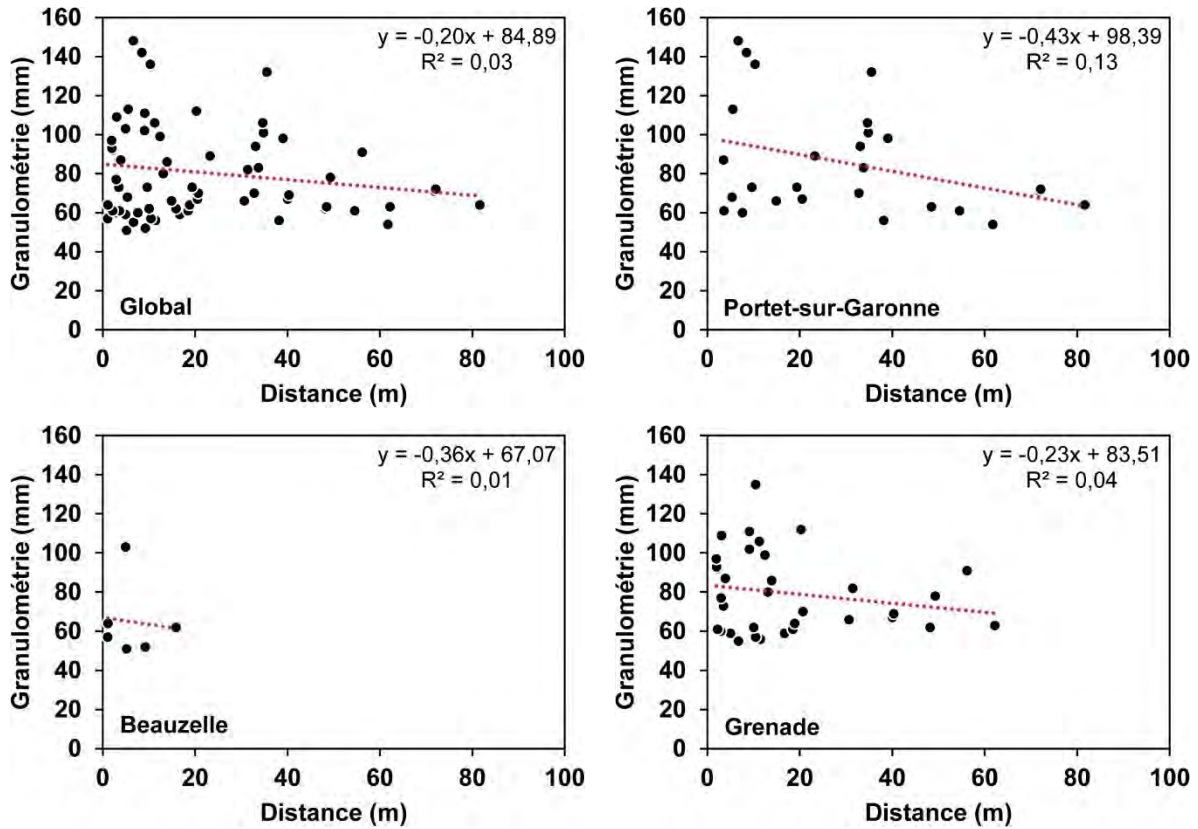 160
140
120
100
80
60
40
20
0
Granulométrie (mm)
y = -0,20x + 84,89
R² = 0,03
Global
0 20 40 60 80 100
Distance (m)
160
140
120
100
80
60
40
20
0
Granulométrie (mm)
y = -0,43x + 98,39
R² = 0,13
Portet-sur-Garonne
0 20 40 60 80 100
Distance (m)
160
140
120
100
80
60
40
20
0
Granulométrie (mm)
y = -0,36x + 67,07
R² = 0,01
Beauzelle
0 20 40 60 80 100
Distance (m)
160
140
120
100
80
60
40
20
0
Granulométrie (mm)
y = -0,23x + 83,51
R² = 0,04
Grenade
0 20 40 60 80 100
Distance (m)